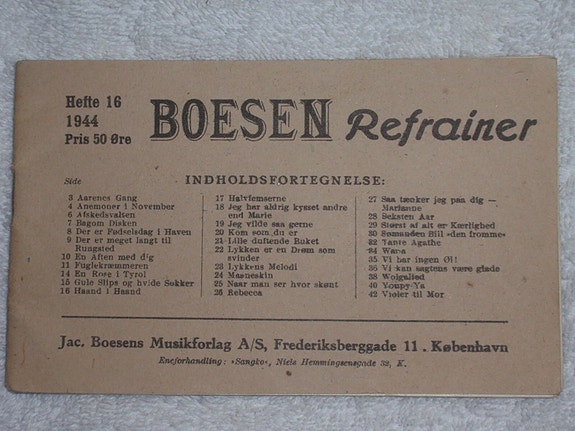 Hefte 16
1944
Pris 50 Øre
BOESEN Refrainer
Side
INDHOLDSFORTEGNELSE:
3 Aarenes Gang
4 Anemoner i November
6 Afskedsvalsen
7 Bagom Disken
8 Der er Fødselsdag i Haven
9 Der er meget langt til
Rungsted
10 En Aften med dig
11 Fuglekræmmeren
14 En Rose i Tyrol
15 Gule Slips og hvide Sokker
16 Haand i Haand
17 Halvfemserne
18 Jeg har aldrig kysset andre
end Marie
19 Jeg vilde saa gerne
20 Kom som du er
21 Lille duftende Buket
22 Lykken er en Drøm som
svinder
23 Lykkens Melodi
24 Maaneskin
25 Naar man ser hvor skønt
26 Rebecca
27 Saa tænker jeg paa dig —
Marianne
28 Seksten Aar
29 Størst af alt er Kærlighed
30 Sømanden Bill »den fromme«
32 Tante Agathe
34 Wana
35 Vi har ingen Øl!
36 Vi kan sagtens være glade
38 Wolgalied
40 Youpy-Ya
42 Violer til Mor
Jac. Boesens Musikforlag A/S, Frederiksberggade 11 . København
Eneforhandling: »Sangko«, Niels Hemmingsensgade 32, K.